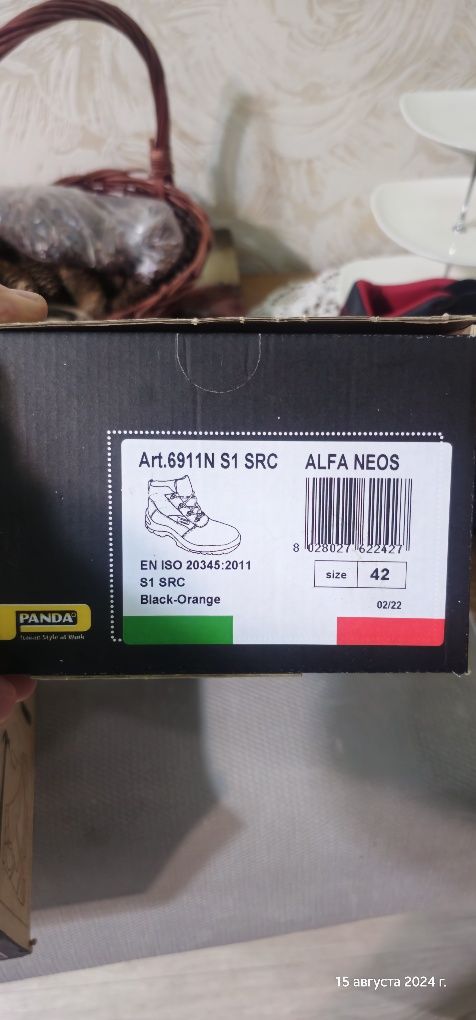 Art.6911N S1 SRC
ALFA NEOS
8 028027 622427
EN ISO 20345:2011
S1 SRC
Black-Orange
size 42
02/22
PANDA
Italian Style at Work
15 августа 2024 г.